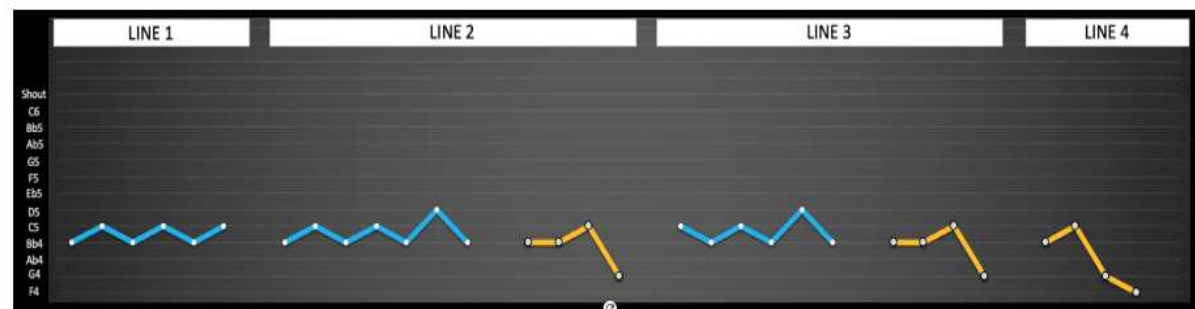 LINE 1 LINE 2 LINE 3 LINE 4
Shout
C6
Bb5
Ab5
G5
F5
Eb5
D5
C5
Bb4
Ab4
G4
F4